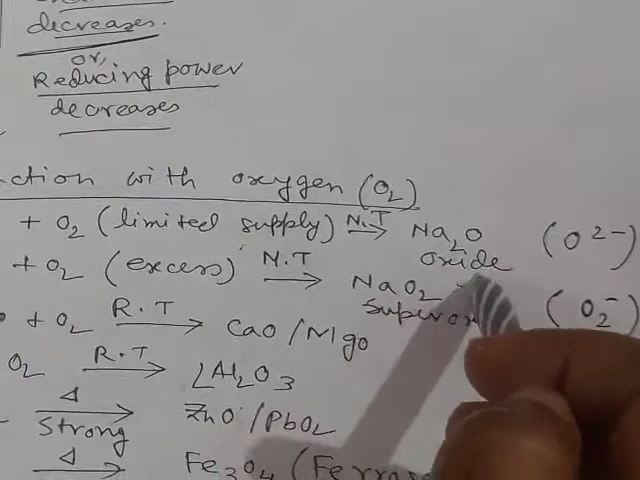 decreases.
or,
Reducing power
decreases
ction with oxygen (O₂)
+ O₂ (limited supply) N.T → Na₂O (O²⁻)
oxide
+ O₂ (excess) N.T → NaO₂ (O₂⁻)
+ O₂ R.T → CaO / MgO
O₂ R.T → Al₂O₃
Δ → ZnO / PbO₂
Strong
Δ → Fe₃O₄ (Ferros